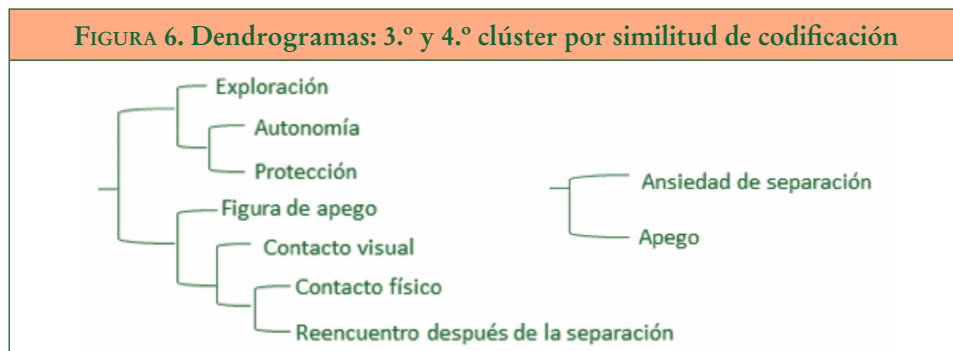 FIGURA 6. Dendrogramas: 3.º y 4.º clúster por similitud de codificación
Exploración
Autonomía
Protección
Figura de apego
Contacto visual
Contacto físico
Reencuentro después de la separación
Ansiedad de separación
Apego